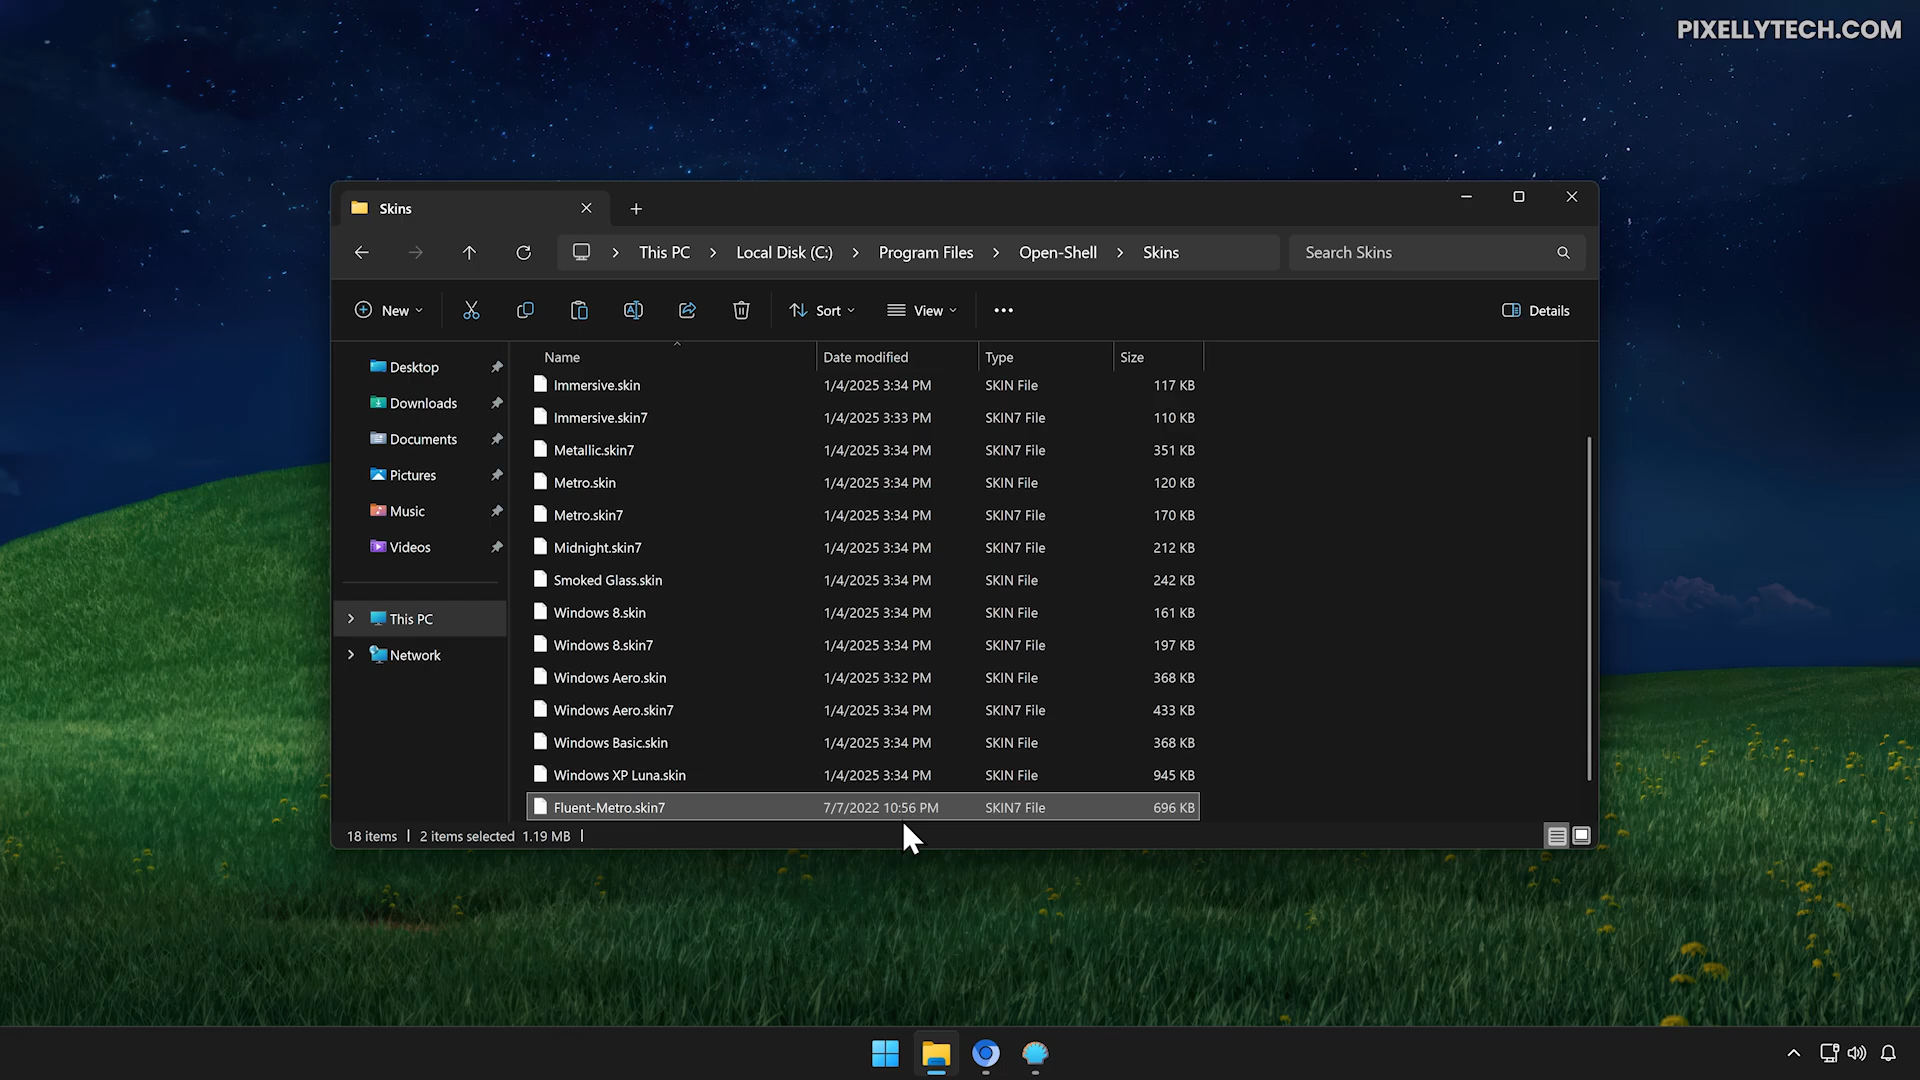 PIXELLYTECH.COM
Skins
This PC
Local Disk (C:)
Program Files
Open-Shell
Skins
Search Skins
New
Sort
View
Details
Name Date modified Type Size
Desktop
Downloads
Documents
Pictures
Music
Videos
This PC
Network
Immersive.skin 1/4/2025 3:34 PM SKIN File 117 KB
Immersive.skin7 1/4/2025 3:33 PM SKIN7 File 110 KB
Metallic.skin7 1/4/2025 3:34 PM SKIN7 File 351 KB
Metro.skin 1/4/2025 3:34 PM SKIN File 120 KB
Metro.skin7 1/4/2025 3:34 PM SKIN7 File 170 KB
Midnight.skin7 1/4/2025 3:34 PM SKIN7 File 212 KB
Smoked Glass.skin 1/4/2025 3:34 PM SKIN File 242 KB
Windows 8.skin 1/4/2025 3:34 PM SKIN File 161 KB
Windows 8.skin7 1/4/2025 3:34 PM SKIN7 File 197 KB
Windows Aero.skin 1/4/2025 3:32 PM SKIN File 368 KB
Windows Aero.skin7 1/4/2025 3:34 PM SKIN7 File 433 KB
Windows Basic.skin 1/4/2025 3:34 PM SKIN File 368 KB
Windows XP Luna.skin 1/4/2025 3:34 PM SKIN File 945 KB
Fluent-Metro.skin7 7/7/2022 10:56 PM SKIN7 File 696 KB
18 items 2 items selected 1.19 MB